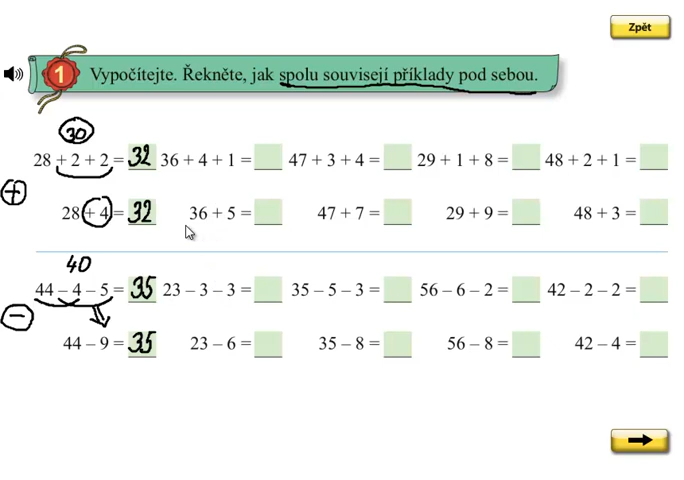 Zpět
1 Vypočítejte. Řekněte, jak spolu souvisejí příklady pod sebou.
30
28 + 2 + 2 = 32 36 + 4 + 1 = 47 + 3 + 4 = 29 + 1 + 8 = 48 + 2 + 1 =
+
28 + 4 = 32 36 + 5 = 47 + 7 = 29 + 9 = 48 + 3 =
40
44 – 4 – 5 = 35 23 – 3 – 3 = 35 – 5 – 3 = 56 – 6 – 2 = 42 – 2 – 2 =
–
44 – 9 = 35 23 – 6 = 35 – 8 = 56 – 8 = 42 – 4 =